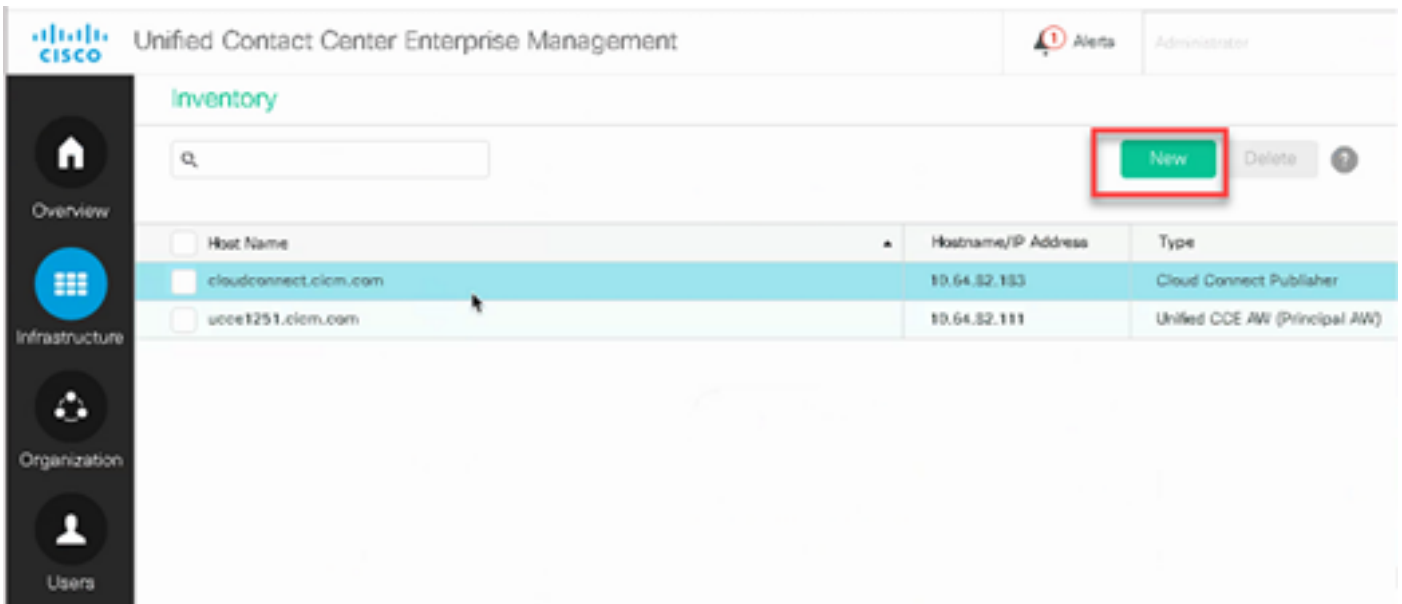 CISCO
Unified Contact Center Enterprise Management
1
Alerts
Administrator
Inventory
New
Delete
?
Overview
Host Name
Hostname/IP Address
Type
cloudconnect.cicm.com
10.64.82.183
Cloud Connect Publisher
ucce1251.cicm.com
10.64.82.111
Unified CCE AW (Principal AW)
Infrastructure
Organization
Users